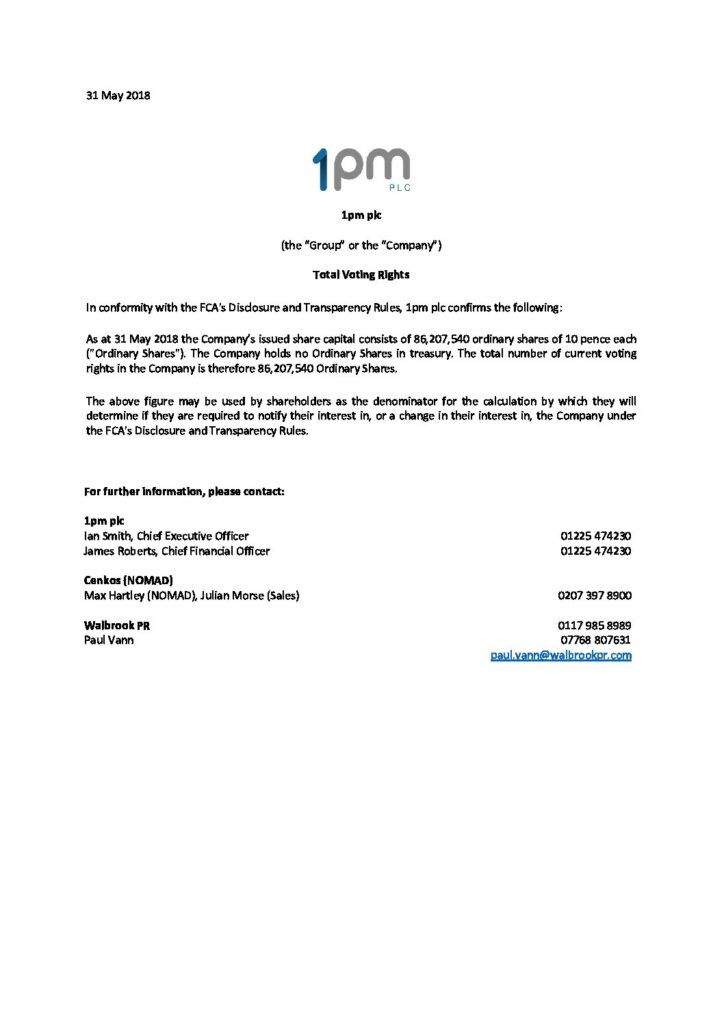 31 May 2018
1pm
PLC
1pm plc
(the "Group" or the "Company")
Total Voting Rights
In conformity with the FCA's Disclosure and Transparency Rules, 1pm plc confirms the following:
As at 31 May 2018 the Company's issued share capital consists of 86,207,540 ordinary shares of 10 pence each
("Ordinary Shares"). The Company holds no Ordinary Shares in treasury. The total number of current voting
rights in the Company is therefore 86,207,540 Ordinary Shares.
The above figure may be used by shareholders as the denominator for the calculation by which they will
determine if they are required to notify their interest in, or a change in their interest in, the Company under
the FCA's Disclosure and Transparency Rules.
For further information, please contact:
1pm plc
Ian Smith, Chief Executive Officer 01225 474230
James Roberts, Chief Financial Officer 01225 474230
Cenkos (NOMAD)
Max Hartley (NOMAD), Julian Morse (Sales) 0207 397 8900
Walbrook PR 0117 985 8989
Paul Vann 07768 807631
paul.vann@walbrookpr.com